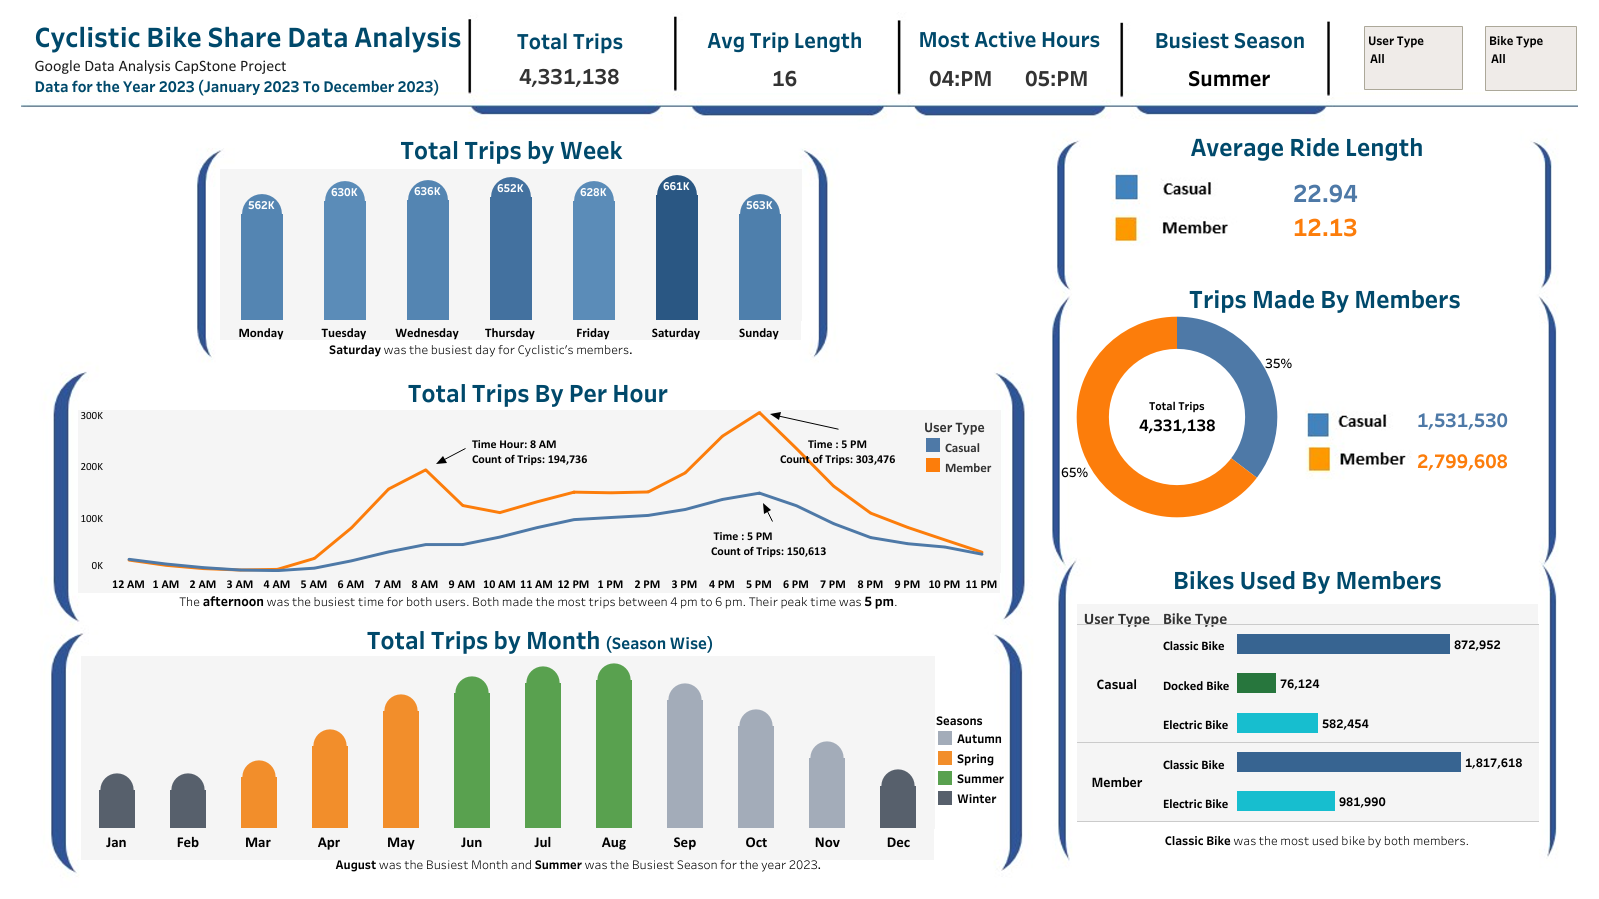 Cyclistic Bike Share Data Analysis
Google Data Analysis CapStone Project
Data for the Year 2023 (January 2023 To December 2023)
Total Trips
4,331,138
Avg Trip Length
16
Most Active Hours
04:PM 05:PM
Busiest Season
Summer
User Type
All
Bike Type
All
Total Trips by Week
562K 630K 636K 652K 628K 661K 563K
Monday Tuesday Wednesday Thursday Friday Saturday Sunday
Saturday was the busiest day for Cyclistic's members.
Total Trips By Per Hour
300K
200K
100K
0K
Time Hour: 8 AM
Count of Trips: 194,736
Time : 5 PM
Count of Trips: 303,476
Time : 5 PM
Count of Trips: 150,613
User Type
Casual
Member
12 AM 1 AM 2 AM 3 AM 4 AM 5 AM 6 AM 7 AM 8 AM 9 AM 10 AM 11 AM 12 PM 1 PM 2 PM 3 PM 4 PM 5 PM 6 PM 7 PM 8 PM 9 PM 10 PM 11 PM
The afternoon was the busiest time for both users. Both made the most trips between 4 pm to 6 pm. Their peak time was 5 pm.
Total Trips by Month (Season Wise)
Seasons
Autumn
Spring
Summer
Winter
Jan Feb Mar Apr May Jun Jul Aug Sep Oct Nov Dec
August was the Busiest Month and Summer was the Busiest Season for the year 2023.
Average Ride Length
Casual 22.94
Member 12.13
Trips Made By Members
35%
65%
Total Trips
4,331,138
Casual 1,531,530
Member 2,799,608
Bikes Used By Members
User Type Bike Type
Casual
Classic Bike 872,952
Docked Bike 76,124
Electric Bike 582,454
Member
Classic Bike 1,817,618
Electric Bike 981,990
Classic Bike was the most used bike by both members.